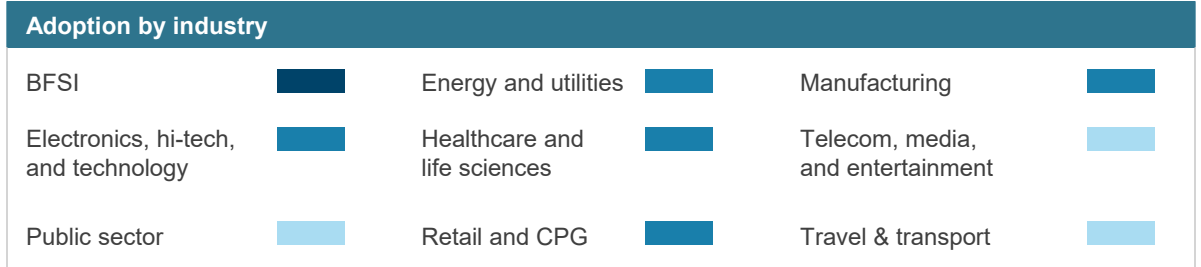 Adoption by industry
BFSI
Energy and utilities
Manufacturing
Electronics, hi-tech,
and technology
Healthcare and
life sciences
Telecom, media,
and entertainment
Public sector
Retail and CPG
Travel & transport